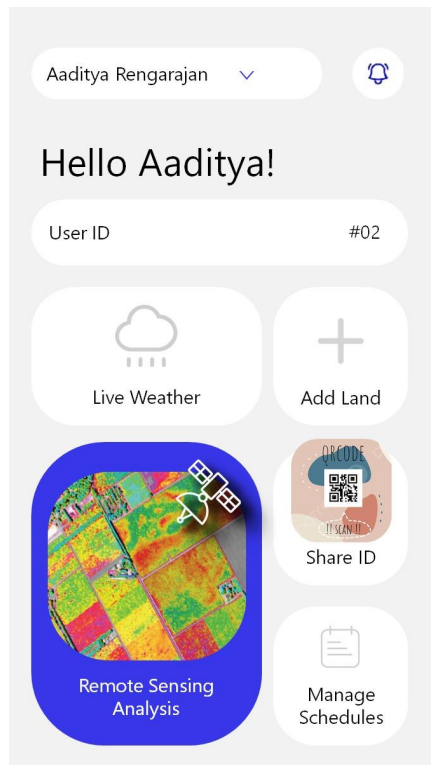 Aaditya Rengarajan
Hello Aaditya!
User ID #02
Live Weather
Add Land
QRCODE
!! SCAN !!
Share ID
Remote Sensing
Analysis
Manage
Schedules